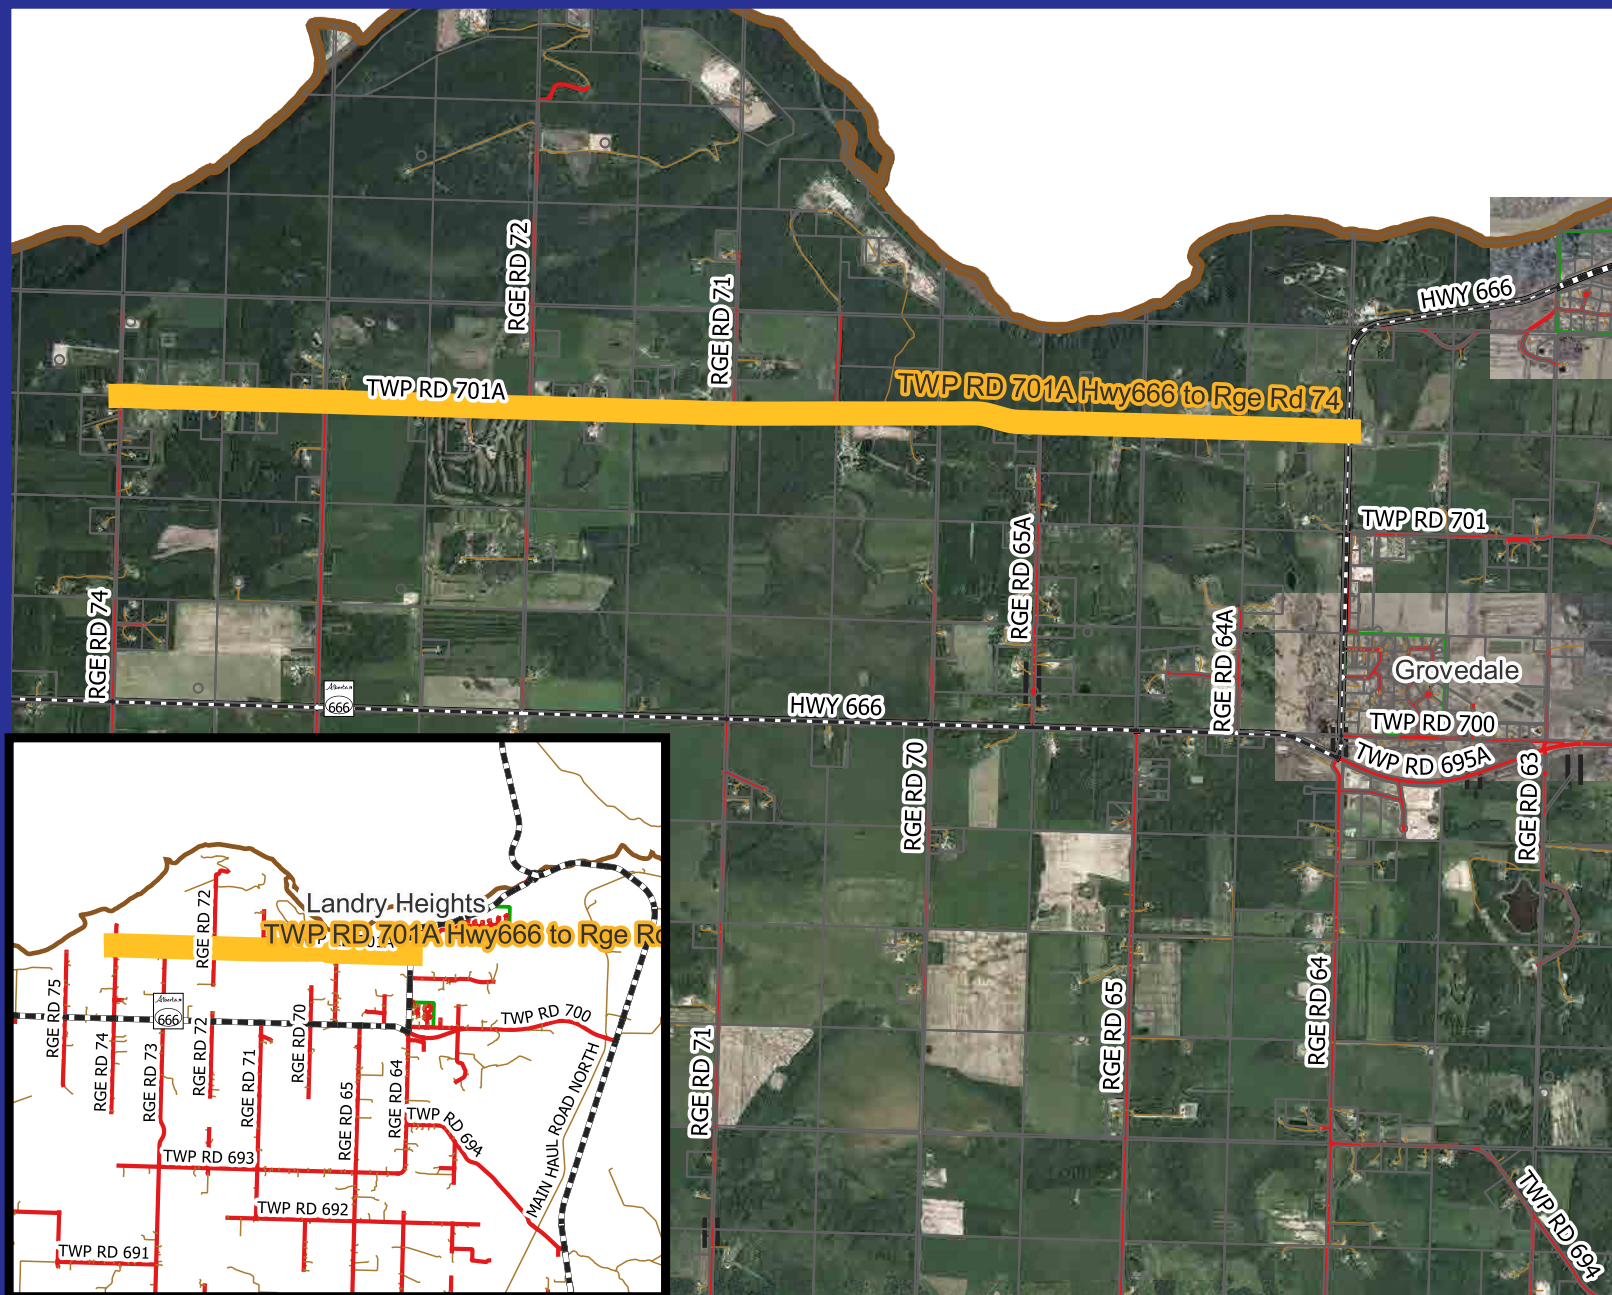 RGE RD 72
RGE RD 71
HWY 666
TWP RD 701A
TWP RD 701A Hwy666 to Rge Rd 74
TWP RD 701
RGE RD 65A
RGE RD 74
RGE RD 64A
Grovedale
Alberta
666
HWY 666
TWP RD 700
TWP RD 695A
RGE RD 70
RGE RD 63
RGE RD 65
RGE RD 64
RGE RD 71
TWP RD 694
Landry Heights
RGE RD 72
TWP RD 701A Hwy666 to Rge Rd
RGE RD 75
Alberta
666
RGE RD 74
RGE RD 73
RGE RD 72
RGE RD 71
RGE RD 70
RGE RD 65
RGE RD 64
TWP RD 700
TWP RD 694
MAIN HAUL ROAD NORTH
TWP RD 693
TWP RD 692
TWP RD 691